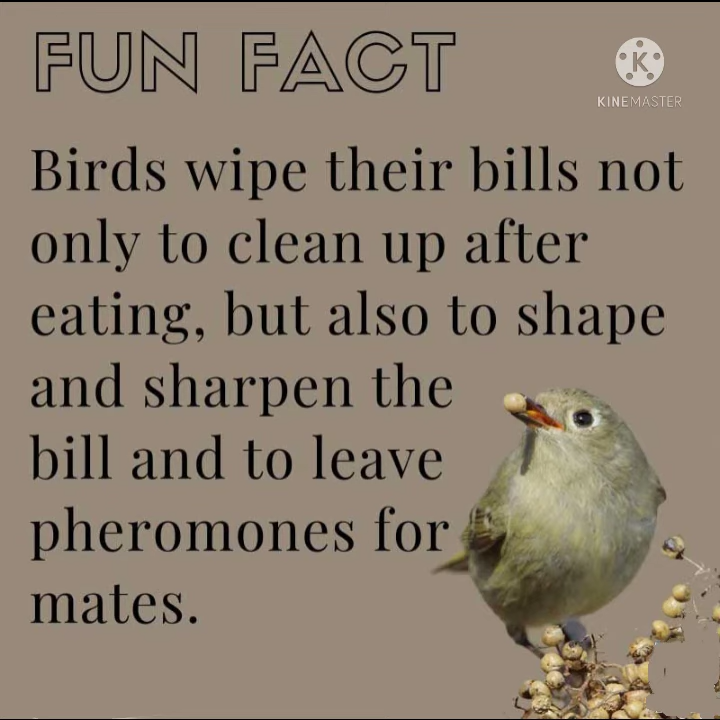 FUN FACT
K
KINEMASTER
Birds wipe their bills not
only to clean up after
eating, but also to shape
and sharpen the
bill and to leave
pheromones for
mates.